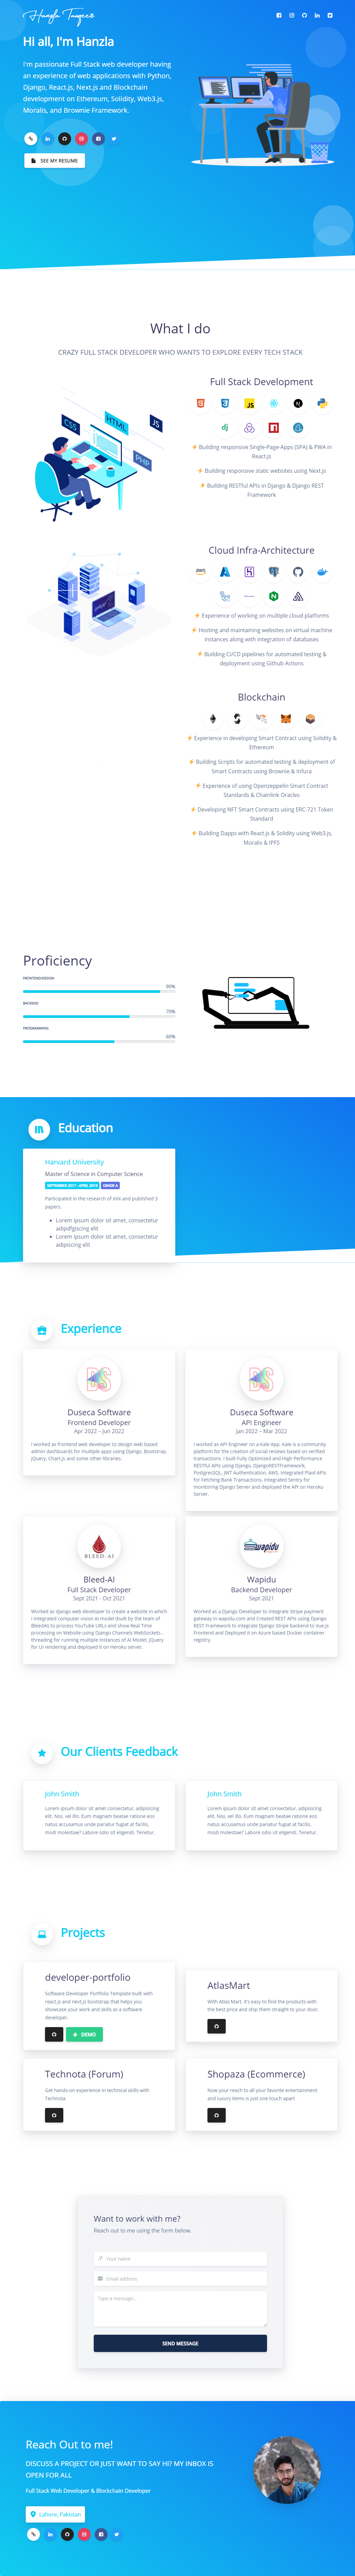 Hanzla Tauqeer
Hi all, I'm Hanzla
I'm passionate Full Stack web developer having
an experience of web applications with Python,
Django, React.js, Next.js and Blockchain
development on Ethereum, Solidity, Web3.js,
Moralis, and Brownie Framework.
SEE MY RESUME
What I do
CRAZY FULL STACK DEVELOPER WHO WANTS TO EXPLORE EVERY TECH STACK
CSS
HTML
JS
PHP
Full Stack Development
JS
dj
⚡ Building responsive Single-Page-Apps (SPA) & PWA in
React.js
⚡ Building responsive static websites using Next.js
⚡ Building RESTful APIs in Django & Django REST
Framework
Cloud Infra-Architecture
aws
⚡ Experience of working on multiple cloud platforms
⚡ Hosting and maintaining websites on virtual machine
instances along with integration of databases
⚡ Building CI/CD pipelines for automated testing &
deployment using Github Actions
Blockchain
⚡ Experience in developing Smart Contract using Solidity &
Ethereum
⚡ Building Scripts for automated testing & deployment of
Smart Contracts using Brownie & Infura
⚡ Experience of using Openzepplin Smart Contract
Standards & Chainlink Oracles
⚡ Developing NFT Smart Contracts using ERC-721 Token
Standard
⚡ Building Dapps with React.js & Solidity using Web3.js,
Moralis & IPFS
Proficiency
FRONTEND/DESIGN
90%
BACKEND
70%
PROGRAMMING
60%
Education
Harvard University
Master of Science in Computer Science
SEPTEMBER 2017 - APRIL 2019 GRADE A
Participated in the research of XXX and published 3
papers.
Lorem ipsum dolor sit amet, consectetur
adipdfgiscing elit
Lorem ipsum dolor sit amet, consectetur
adipiscing elit
Experience
DS
Duseca Software
Frontend Developer
Apr 2022 – Jun 2022
I worked as frontend web developer to design web based
admin dashboards for different apps using Django, Bootstrap,
jQuery, Chart.js and some other libraries.
DS
Duseca Software
API Engineer
Jan 2022 – Mar 2022
I worked as API Engineer on a Kale App. Kale is a community
platform for the creation of social reviews based on verified
transactions. I built Fully Optimized and High Performance
RESTful APIs using Django, DjangoRESTFramework,
PostgresSQL, JWT Authentication, AWS, Integrated Plaid APIs
for Fetching Bank Transactions, Integrated Sentry for
monitoring Django Server and deployed the API on Heroku
Server.
BLEED-AI
Bleed-AI
Full Stack Developer
Sept 2021 - Oct 2021
Worked as django web developer to create a website in which
i integrated computer vision AI model (built by the team of
BleedAI) to process YouTube URLs and show Real Time
processing on Website using Django Channels (WebSockets ,
threading for running multiple instances of AI Model, jQuery
for UI rendering and deployed it on Heroku server.
wapidu
Wapidu
Backend Developer
Sept 2021
Worked as a Django Developer to integrate Stripe payment
gateway in wapidu.com and Created REST APIs using Django
REST Framework to integrate Django Stripe backend to Vue.js
Frontend and Deployed it on Azure based Docker container
registry.
Our Clients Feedback
John Smith
Lorem ipsum dolor sit amet consectetur, adipisicing
elit. Nisi, vel illo. Eum magnam beatae ratione eos
natus accusamus unde pariatur fugiat at facilis,
modi molestiae? Labore odio sit eligendi. Tenetur.
John Smith
Lorem ipsum dolor sit amet consectetur, adipisicing
elit. Nisi, vel illo. Eum magnam beatae ratione eos
natus accusamus unde pariatur fugiat at facilis,
modi molestiae? Labore odio sit eligendi. Tenetur.
Projects
developer-portfolio
Software Developer Portfolio Template built with
react.js and next.js bootstrap that helps you
showcase your work and skills as a software
developer.
DEMO
AtlasMart
With Atlas Mart, it's easy to find the products with
the best price and ship them straight to your door.
Technota (Forum)
Get hands-on experience in technical skills with
Technota
Shopaza (Ecommerce)
Now your reach to all your favorite entertainment
and luxury items is just one touch apart
Want to work with me?
Reach out to me using the form below.
Your name
Email address
Type a message...
SEND MESSAGE
Reach Out to me!
DISCUSS A PROJECT OR JUST WANT TO SAY HI? MY INBOX IS
OPEN FOR ALL
Full Stack Web Developer & Blockchain Developer
Lahore, Pakistan